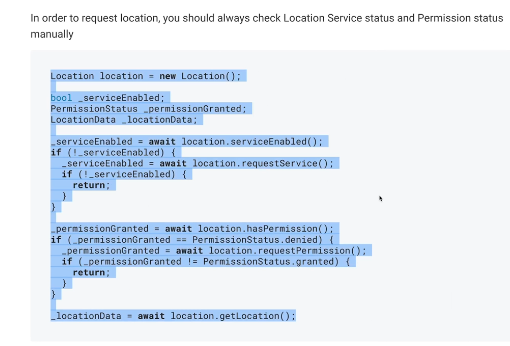 In order to request location, you should always check Location Service status and Permission status
manually
Location location = new Location();
bool _serviceEnabled;
PermissionStatus _permissionGranted;
LocationData _locationData;
_serviceEnabled = await location.serviceEnabled();
if (!_serviceEnabled) {
  _serviceEnabled = await location.requestService();
  if (!_serviceEnabled) {
    return;
  }
}
_permissionGranted = await location.hasPermission();
if (_permissionGranted == PermissionStatus.denied) {
  _permissionGranted = await location.requestPermission();
  if (_permissionGranted != PermissionStatus.granted) {
    return;
  }
}
_locationData = await location.getLocation();